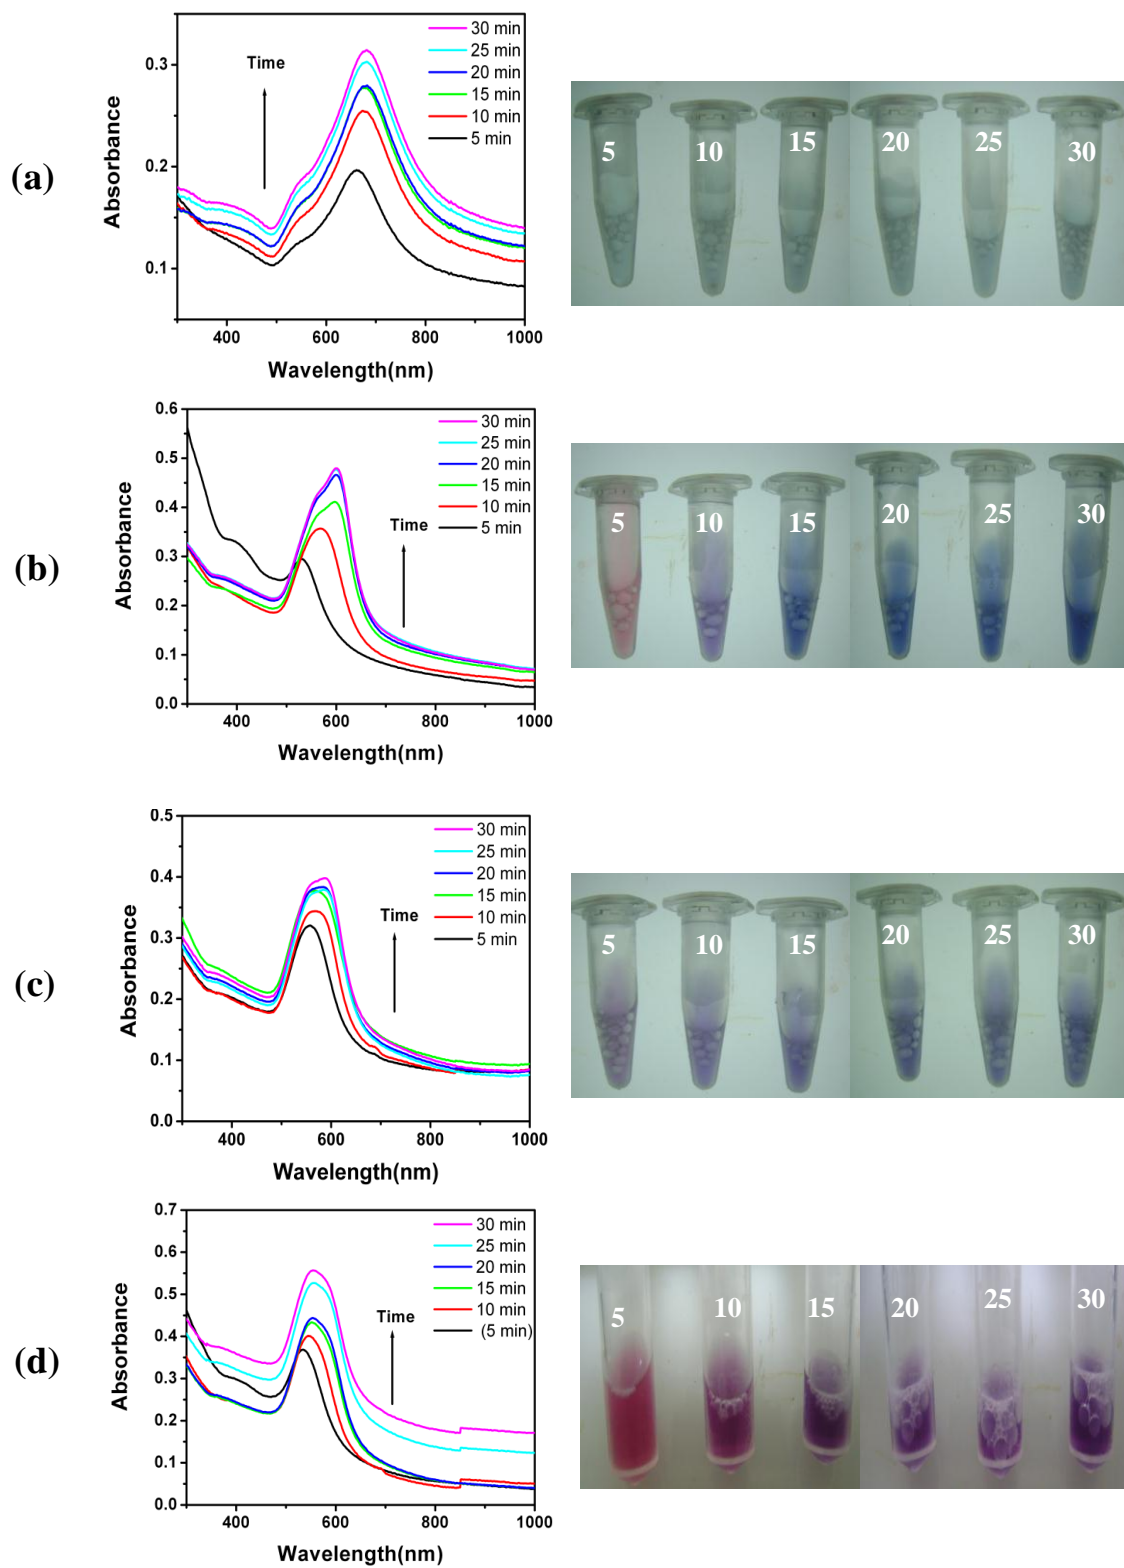 (a)
0.3
0.2
0.1
400 600 800 1000
Absorbance
Wavelength(nm)
Time
30 min
25 min
20 min
15 min
10 min
5 min
5 10 15 20 25 30
(b)
0.6
0.5
0.4
0.3
0.2
0.1
0.0
400 600 800 1000
Absorbance
Wavelength(nm)
Time
30 min
25 min
20 min
15 min
10 min
5 min
5 10 15 20 25 30
(c)
0.5
0.4
0.3
0.2
0.1
0.0
400 600 800 1000
Absorbance
Wavelength(nm)
Time
30 min
25 min
20 min
15 min
10 min
5 min
5 10 15 20 25 30
(d)
0.7
0.6
0.5
0.4
0.3
0.2
0.1
0.0
400 600 800 1000
Absorbance
Wavelength(nm)
Time
30 min
25 min
20 min
15 min
10 min
(5 min)
5 10 15 20 25 30